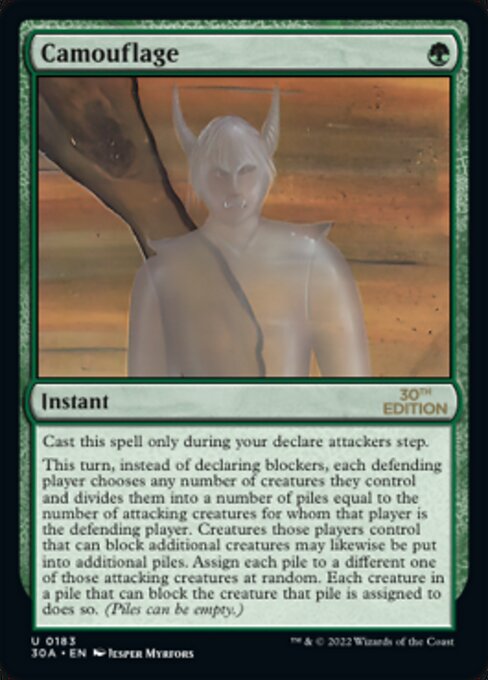 Camouflage
Instant
30TH
EDITION
Cast this spell only during your declare attackers step.
This turn, instead of declaring blockers, each defending
player chooses any number of creatures they control
and divides them into a number of piles equal to the
number of attacking creatures for whom that player is
the defending player. Creatures those players control
that can block additional creatures may likewise be put
into additional piles. Assign each pile to a different one
of those attacking creatures at random. Each creature in
a pile that can block the creature that pile is assigned to
does so. (Piles can be empty.)
U 0183
30A • EN Jesper Myrfors
™ & © 2022 Wizards of the Coast